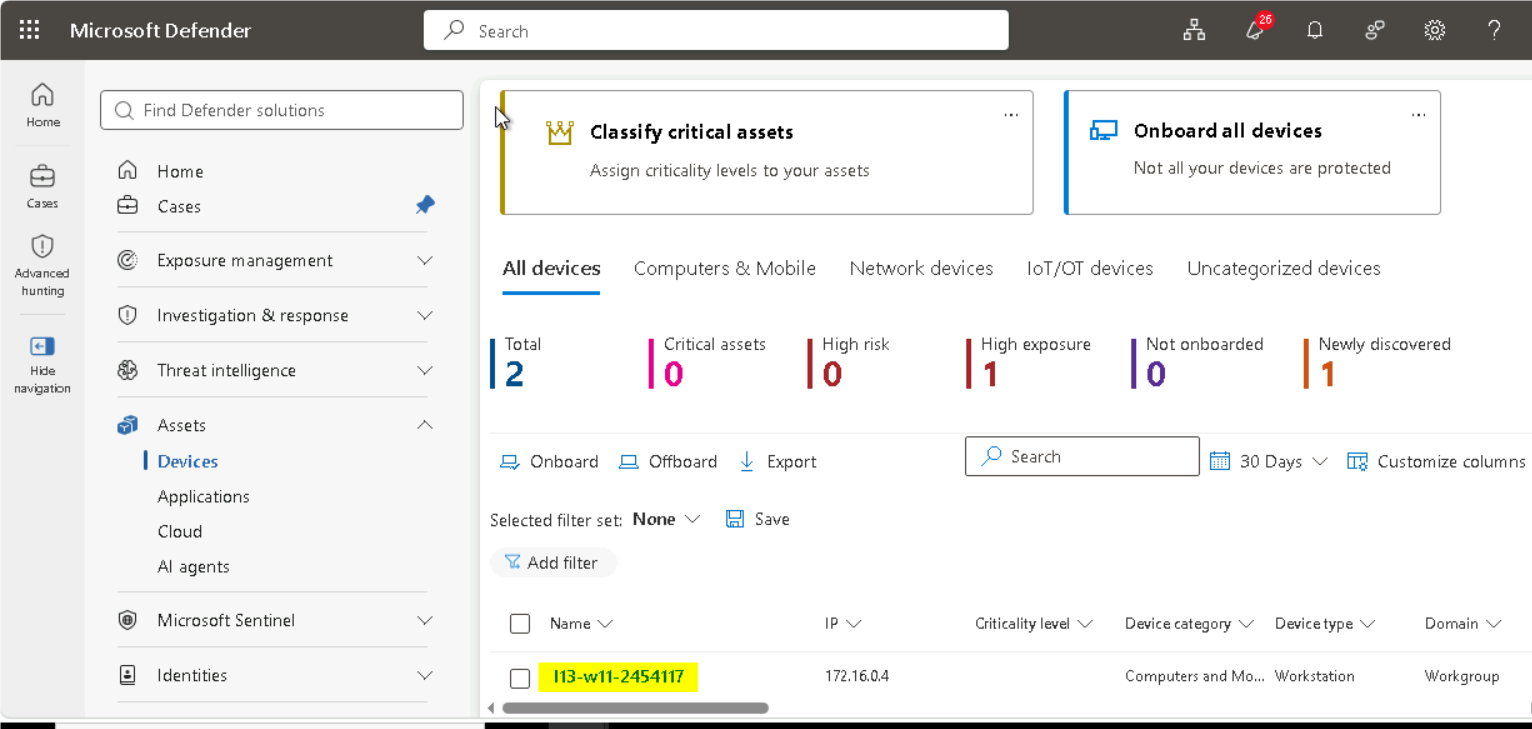 Microsoft Defender
Search
26
Home
Cases
Advanced
hunting
Hide
navigation
Find Defender solutions
Home
Cases
Exposure management
Investigation & response
Threat intelligence
Assets
Devices
Applications
Cloud
AI agents
Microsoft Sentinel
Identities
Classify critical assets
Assign criticality levels to your assets
Onboard all devices
Not all your devices are protected
All devices Computers & Mobile Network devices IoT/OT devices Uncategorized devices
Total Critical assets High risk High exposure Not onboarded Newly discovered
2 0 0 1 0 1
Onboard Offboard Export Search 30 Days Customize columns
Selected filter set: None Save
Add filter
Name IP Criticality level Device category Device type Domain
l13-w11-2454117 172.16.0.4 Computers and Mo... Workstation Workgroup